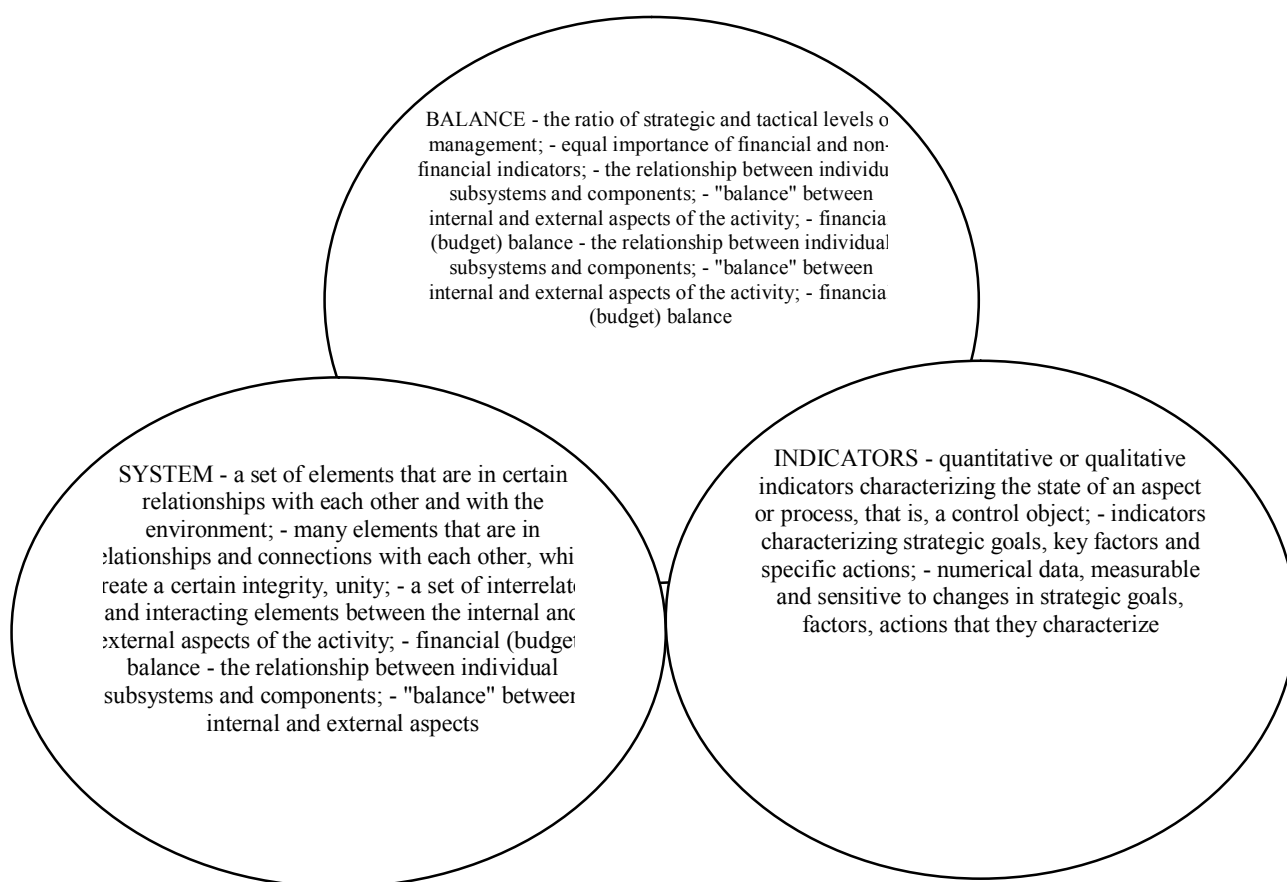 BALANCE - the ratio of strategic and tactical levels o
management; - equal importance of financial and non-
financial indicators; - the relationship between individu
subsystems and components; - "balance" between
internal and external aspects of the activity; - financia
(budget) balance - the relationship between individual
subsystems and components; - "balance" between
internal and external aspects of the activity; - financia
(budget) balance
SYSTEM - a set of elements that are in certain
relationships with each other and with the
environment; - many elements that are in
elationships and connections with each other, whi
reate a certain integrity, unity; - a set of interrelate
and interacting elements between the internal and
external aspects of the activity; - financial (budget
balance - the relationship between individual
subsystems and components; - "balance" between
internal and external aspects
INDICATORS - quantitative or qualitative
indicators characterizing the state of an aspect
or process, that is, a control object; - indicators
characterizing strategic goals, key factors and
specific actions; - numerical data, measurable
and sensitive to changes in strategic goals,
factors, actions that they characterize